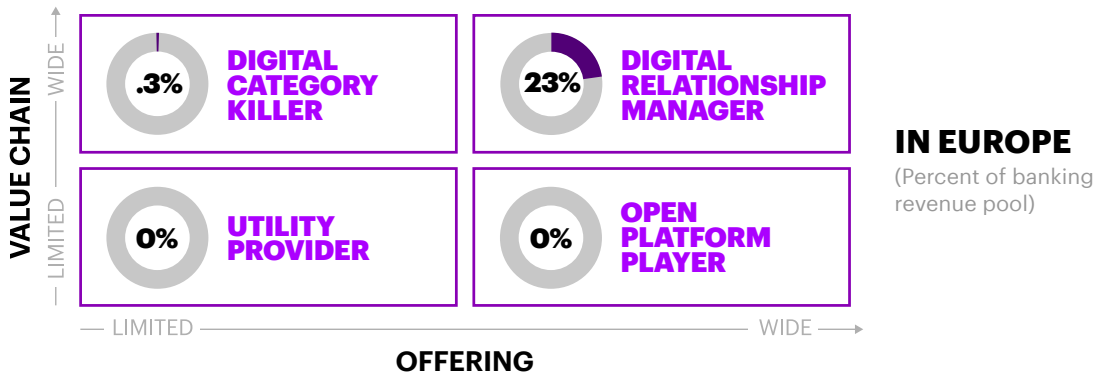 VALUE CHAIN
WIDE
LIMITED
.3%
DIGITAL
CATEGORY
KILLER
23%
DIGITAL
RELATIONSHIP
MANAGER
0%
UTILITY
PROVIDER
0%
OPEN
PLATFORM
PLAYER
LIMITED
WIDE
OFFERING
IN EUROPE
(Percent of banking
revenue pool)